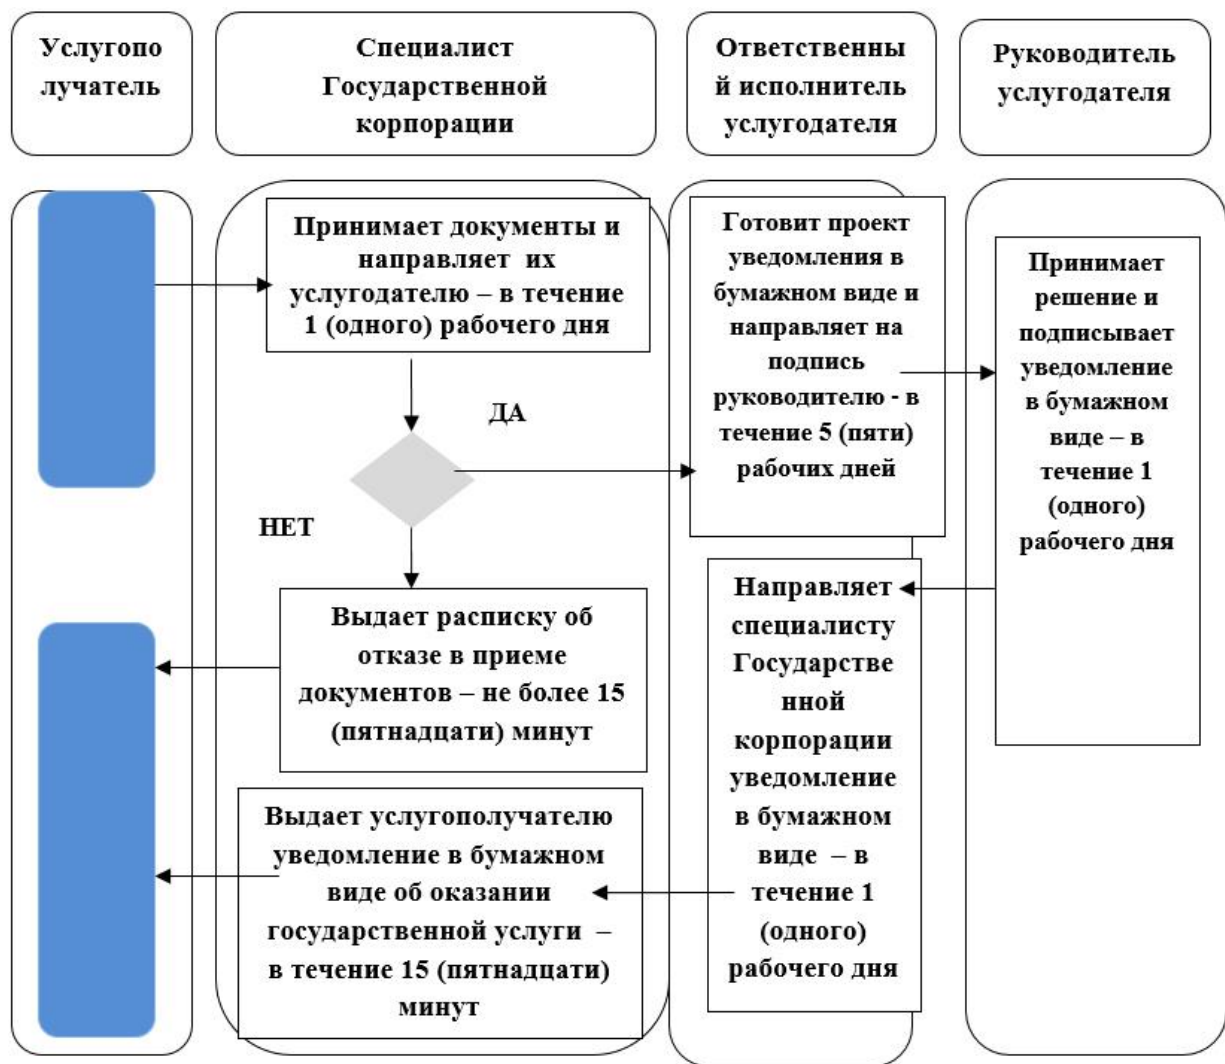 Услугопо
лучатель
Специалист
Государственной
корпорации
Ответственны
й исполнитель
услугодателя
Руководитель
услугодателя
Принимает документы и
направляет их
услугодателю – в течение
1 (одного) рабочего дня
ДА
НЕТ
Выдает расписку об
отказе в приеме
документов – не более 15
(пятнадцати) минут
Выдает услугополучателю
уведомление в бумажном
виде об оказании
государственной услуги –
в течение 15 (пятнадцати)
минут
Готовит проект
уведомления в
бумажном виде и
направляет на
подпись
руководителю - в
течение 5 (пяти)
рабочих дней
Направляет
специалисту
Государстве
нной
корпорации
уведомление
в бумажном
виде – в
течение 1
(одного)
рабочего дня
Принимает
решение и
подписывает
уведомление
в бумажном
виде – в
течение 1
(одного)
рабочего дня